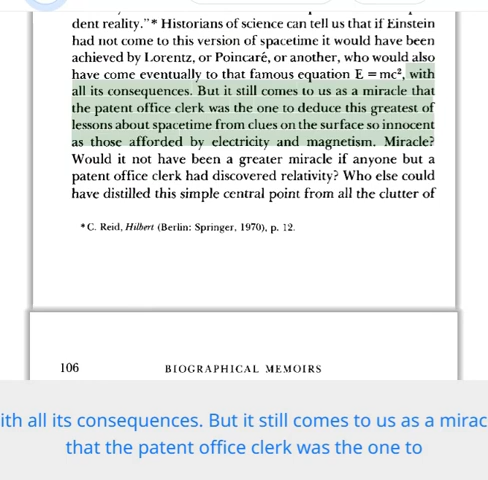 dent reality."* Historians of science can tell us that if Einstein
had not come to this version of spacetime it would have been
achieved by Lorentz, or Poincaré, or another, who would also
have come eventually to that famous equation E = mc², with
all its consequences. But it still comes to us as a miracle that
the patent office clerk was the one to deduce this greatest of
lessons about spacetime from clues on the surface so innocent
as those afforded by electricity and magnetism. Miracle?
Would it not have been a greater miracle if anyone but a
patent office clerk had discovered relativity? Who else could
have distilled this simple central point from all the clutter of
*C. Reid, Hilbert (Berlin: Springer, 1970), p. 12.
106 BIOGRAPHICAL MEMOIRS
ith all its consequences. But it still comes to us as a mirac
that the patent office clerk was the one to